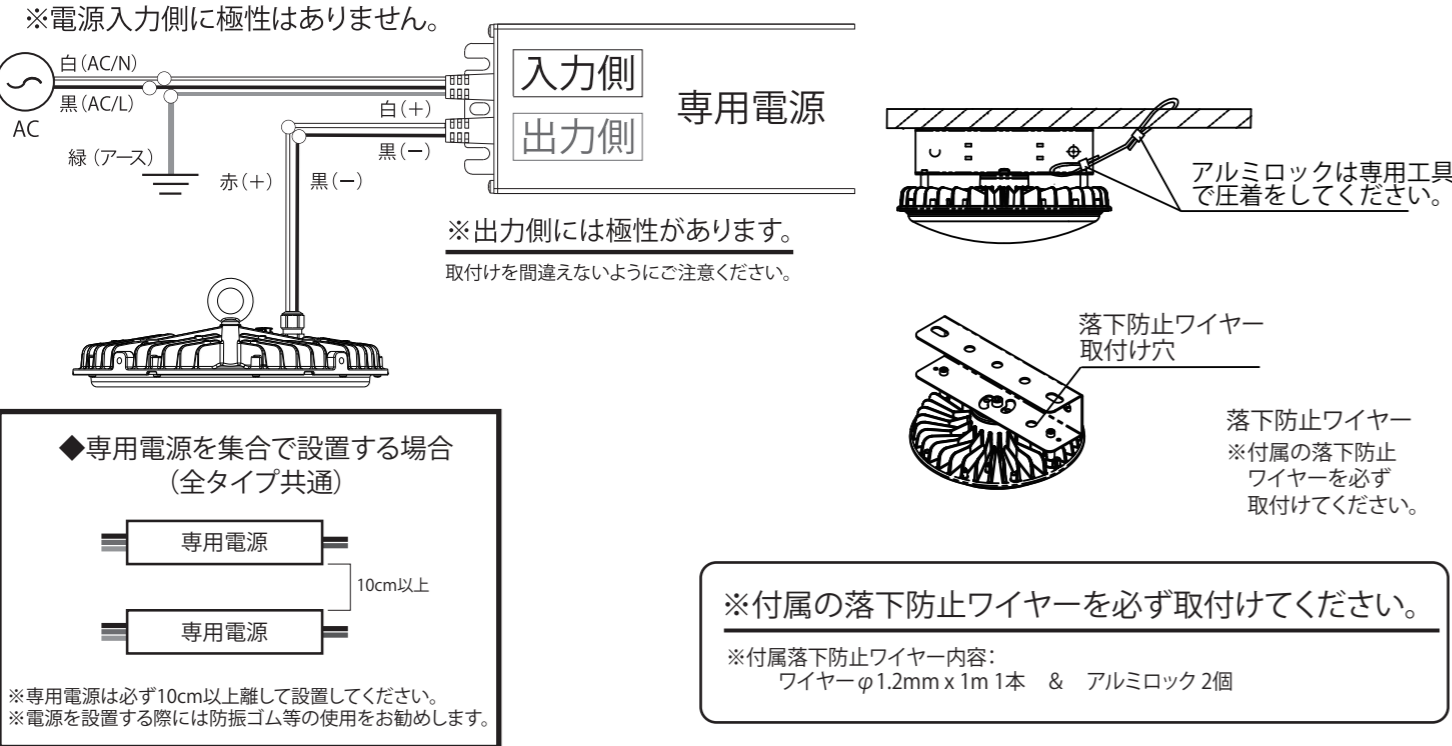 ※電源入力側に極性はありません。
白(AC/N)
黒(AC/L)
AC
緑 (アース)
白(+)
黒(−)
赤(+)
黒(−)
入力側
出力側
専用電源
※出力側には極性があります。
取付けを間違えないようにご注意ください。
アルミロックは専用工具
で圧着をしてください。
落下防止ワイヤー
取付け穴
落下防止ワイヤー
※付属の落下防止
ワイヤーを必ず
取付けてください。
◆専用電源を集合で設置する場合
(全タイプ共通)
専用電源
10cm以上
専用電源
※専用電源は必ず10cm以上離して設置してください。
※電源を設置する際には防振ゴム等の使用をお勧めします。
※付属の落下防止ワイヤーを必ず取付けてください。
※付属落下防止ワイヤー内容:
ワイヤーφ1.2mm x 1m 1本 & アルミロック 2個